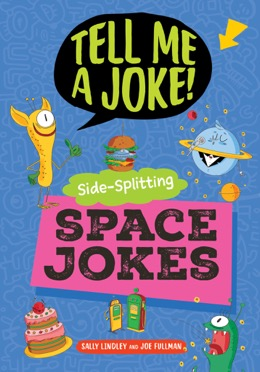 TELL ME
A JOKE!
Side-Splitting
SPACE
JOKES
SALLY LINDLEY AND JOE FULLMAN